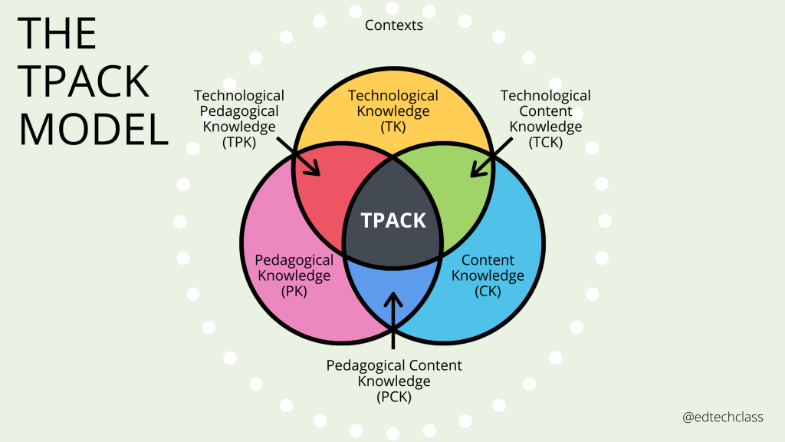 THE
TPACK
MODEL
Contexts
Technological
Pedagogical
Knowledge
(TPK)
Technological
Knowledge
(TK)
Technological
Content
Knowledge
(TCK)
TPACK
Pedagogical
Knowledge
(PK)
Content
Knowledge
(CK)
Pedagogical Content
Knowledge
(PCK)
@edtechclass